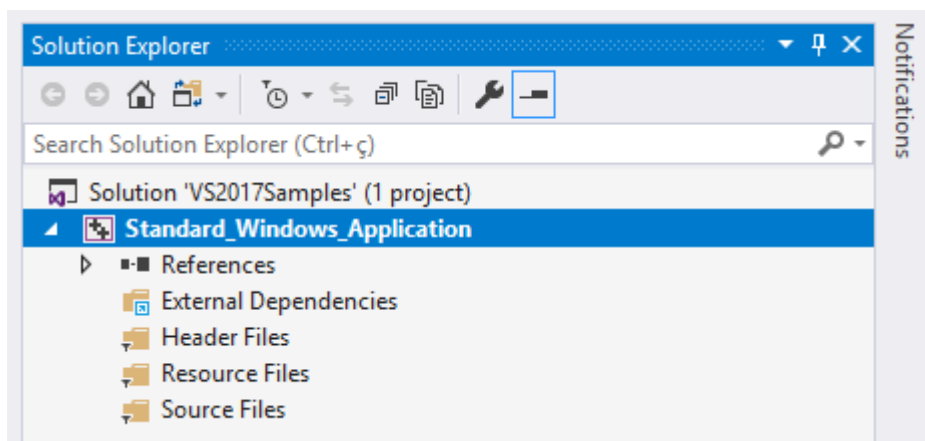 Solution Explorer
Search Solution Explorer (Ctrl+ç)
Solution 'VS2017Samples' (1 project)
Standard_Windows_Application
References
External Dependencies
Header Files
Resource Files
Source Files
Notifications